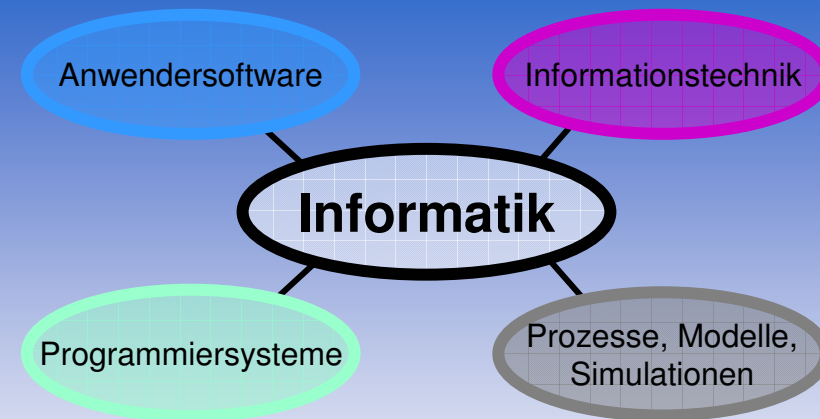 Anwendersoftware
Informationstechnik
Informatik
Programmiersysteme
Prozesse, Modelle,
Simulationen